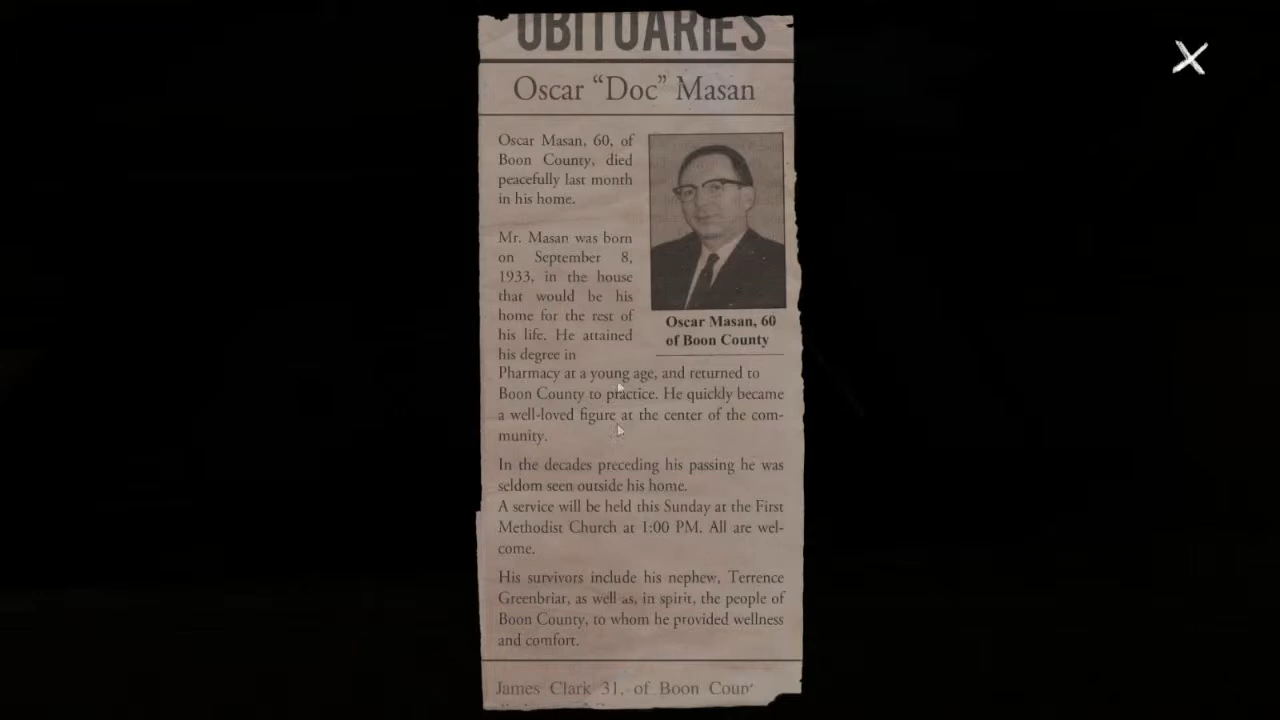 OBITUARIES
Oscar “Doc” Masan
Oscar Masan, 60, of
Boon County, died
peacefully last month
in his home.
Mr. Masan was born
on September 8,
1933, in the house
that would be his
home for the rest of
his life. He attained
his degree in
Pharmacy at a young age, and returned to
Boon County to practice. He quickly became
a well-loved figure at the center of the com-
munity.
Oscar Masan, 60
of Boon County
In the decades preceding his passing he was
seldom seen outside his home.
A service will be held this Sunday at the First
Methodist Church at 1:00 PM. All are wel-
come.
His survivors include his nephew, Terrence
Greenbriar, as well as, in spirit, the people of
Boon County, to whom he provided wellness
and comfort.
James Clark 31, of Boon